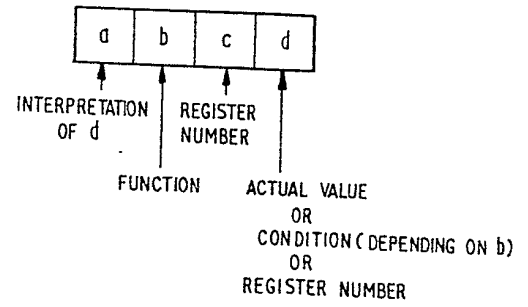 a b c d
INTERPRETATION
OF d
REGISTER
NUMBER
FUNCTION
ACTUAL VALUE
OR
CONDITION (DEPENDING ON b)
OR
REGISTER NUMBER